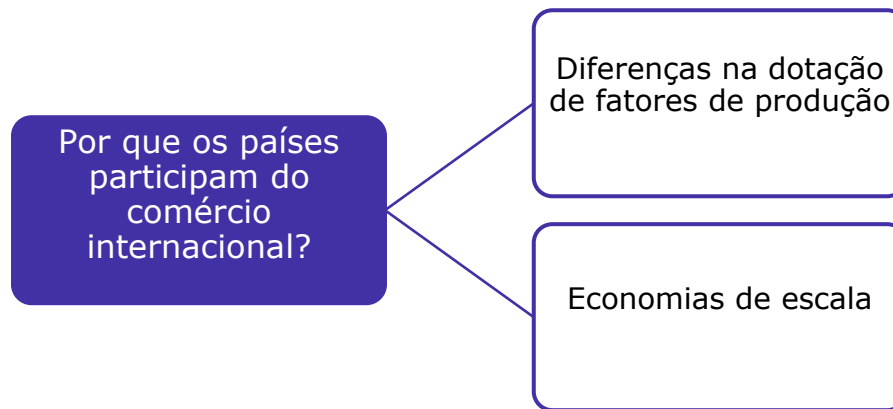 Por que os países
participam do
comércio
internacional?
Diferenças na dotação
de fatores de produção
Economias de escala